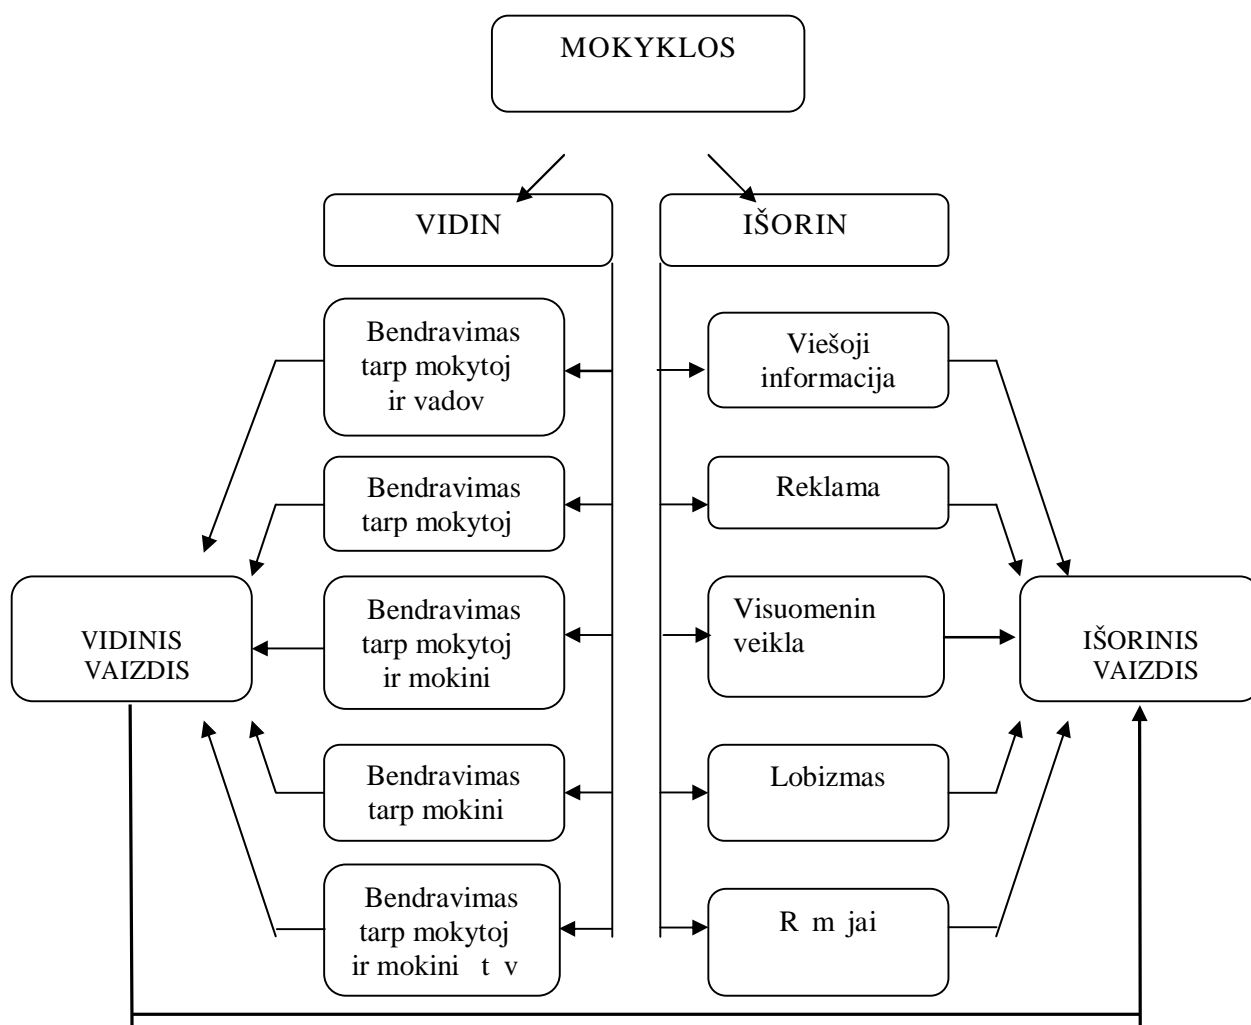 MOKYKLOS
VIDIN
IŠORIN
Bendravimas
tarp mokytoj
ir vadov
Viešoji
informacija
Bendravimas
tarp mokytoj
Reklama
VIDINIS
VAIZDIS
Bendravimas
tarp mokytoj
ir mokini
Visuomenin
veikla
IŠORINIS
VAIZDIS
Bendravimas
tarp mokini
Lobizmas
Bendravimas
tarp mokytoj
ir mokini t v
R m jai